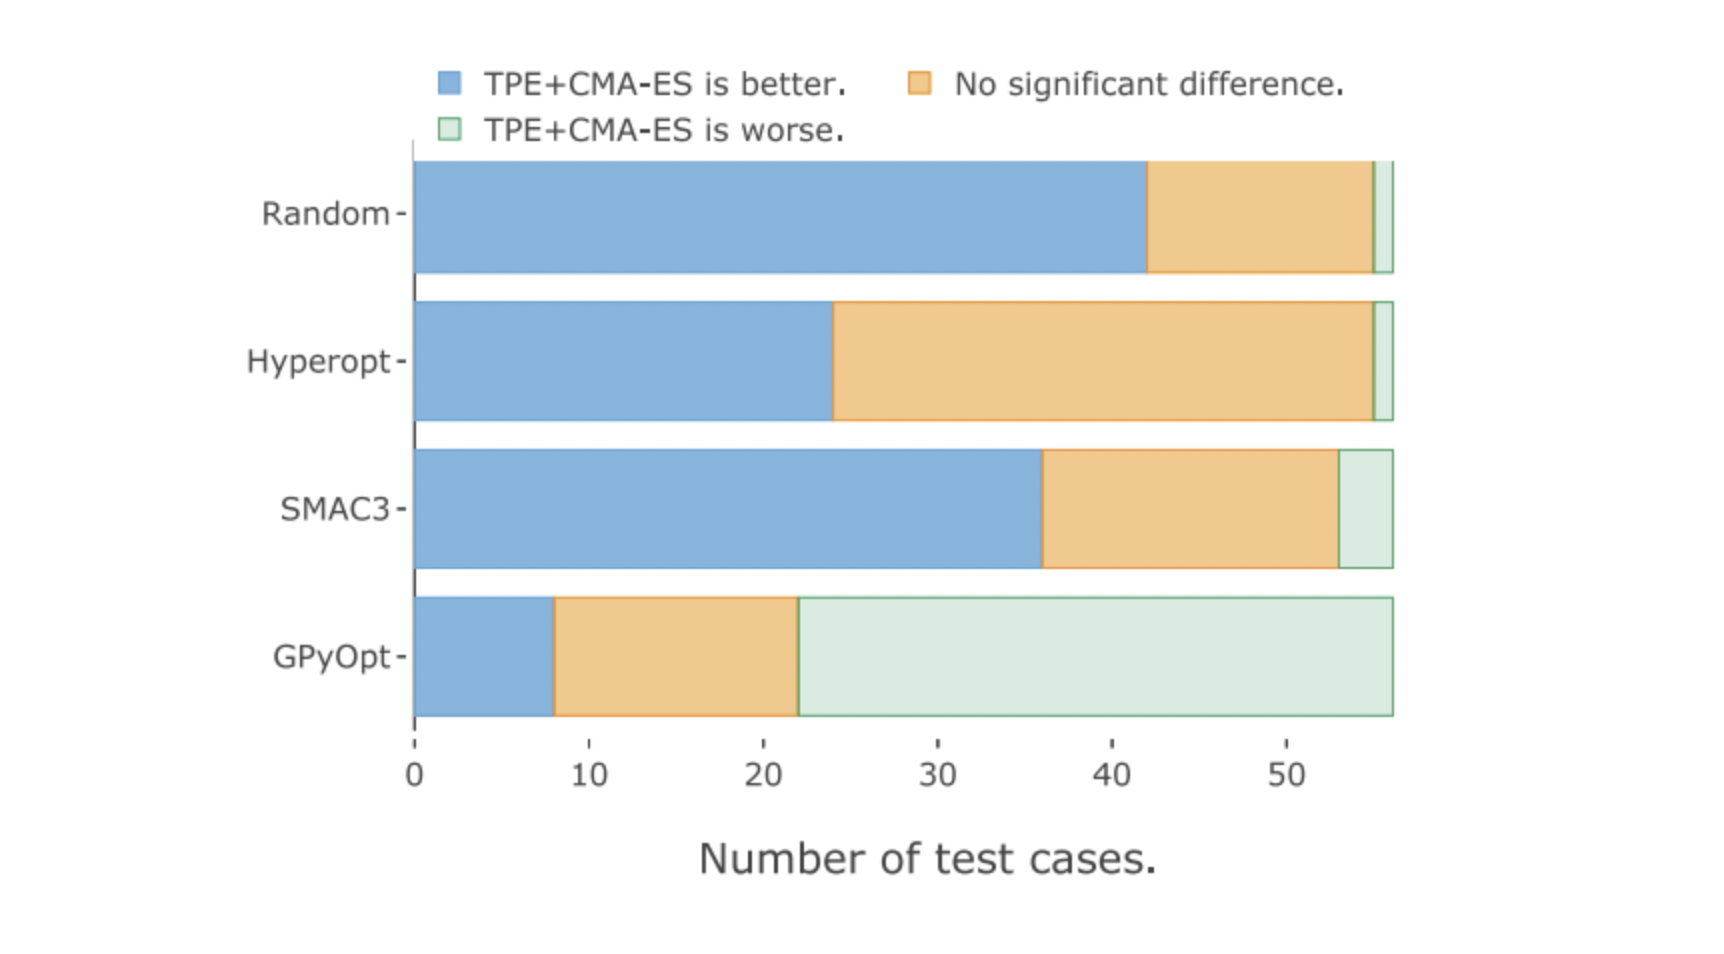 TPE+CMA-ES is better. No significant difference.
TPE+CMA-ES is worse.
Random
Hyperopt
SMAC3
GPyOpt
0 10 20 30 40 50
Number of test cases.